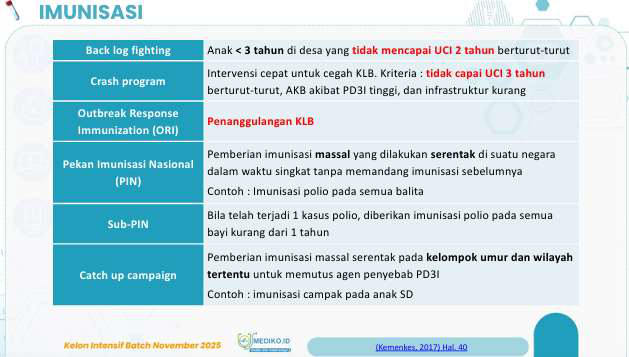 IMUNISASI
Back log fighting
Anak < 3 tahun di desa yang tidak mencapai UCI 2 tahun berturut-turut
Crash program
Intervensi cepat untuk cegah KLB. Kriteria : tidak capai UCI 3 tahun
berturut-turut, AKB akibat PD3I tinggi, dan infrastruktur kurang
Outbreak Response
Immunization (ORI)
Penanggulangan KLB
Pekan Imunisasi Nasional
(PIN)
Pemberian imunisasi massal yang dilakukan serentak di suatu negara
dalam waktu singkat tanpa memandang imunisasi sebelumnya
Contoh : Imunisasi polio pada semua balita
Sub-PIN
Bila telah terjadi 1 kasus polio, diberikan imunisasi polio pada semua
bayi kurang dari 1 tahun
Catch up campaign
Pemberian imunisasi massal serentak pada kelompok umur dan wilayah
tertentu untuk memutus agen penyebab PD3I
Contoh : imunisasi campak pada anak SD
Kelon Intensif Batch November 2025
MEDIKO.ID
(Kemenkes, 2017) Hal. 40